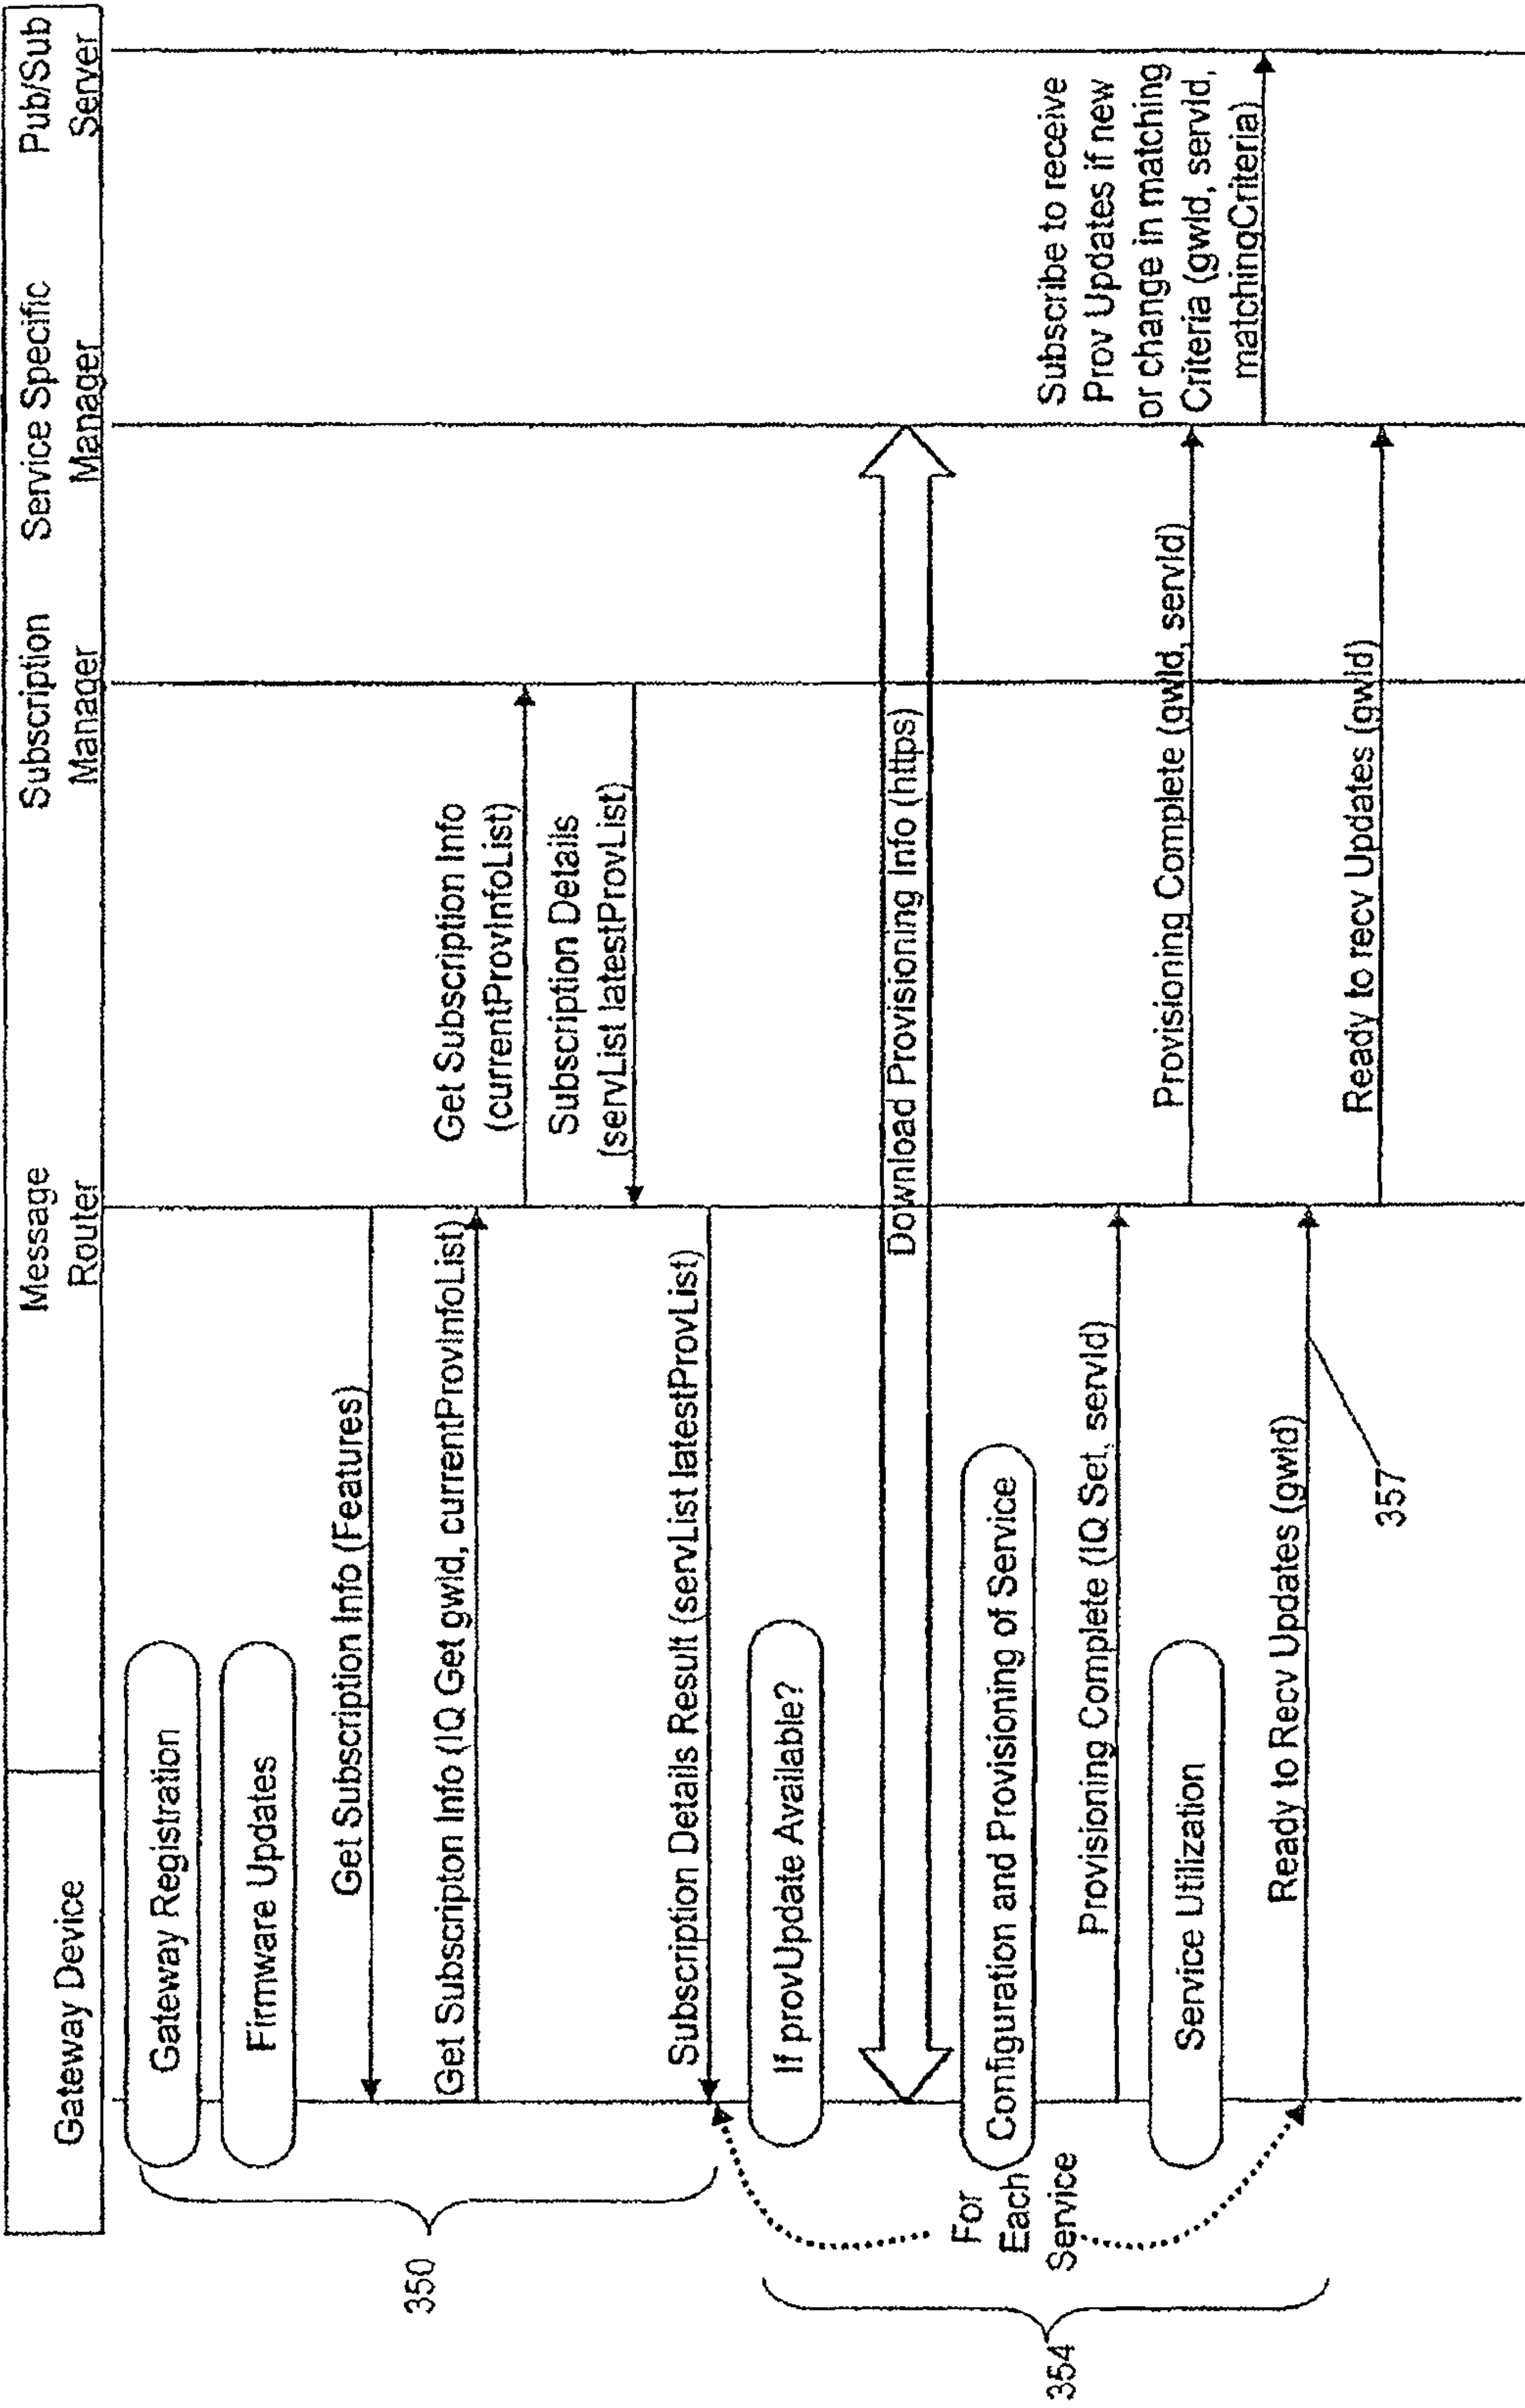 Gateway Device
Message
Router
Subscription
Manager
Service Specific
Manager
Pub/Sub
Server
Gateway Registration
Firmware Updates
Get Subscription Info (Features)
Get Subscripton Info (IQ Get gwId, currentProvInfoList)
Get Subscription Info
(currentProvInfoList)
Subscription Details
(servList latestProvList)
Subscription Details Result (servList latestProvList)
350
If provUpdate Available?
Download Provisioning Info (https)
For
Each
Service
Configuration and Provisioning of Service
Provisioning Complete (IQ Set, servId)
Provisioning Complete (gwId, servId)
Subscribe to receive
Prov Updates if new
or change in matching
Criteria (gwId, servId,
matchingCriteria)
Service Utilization
Ready to Recv Updates (gwId)
Ready to recv Updates (gwId)
357
354